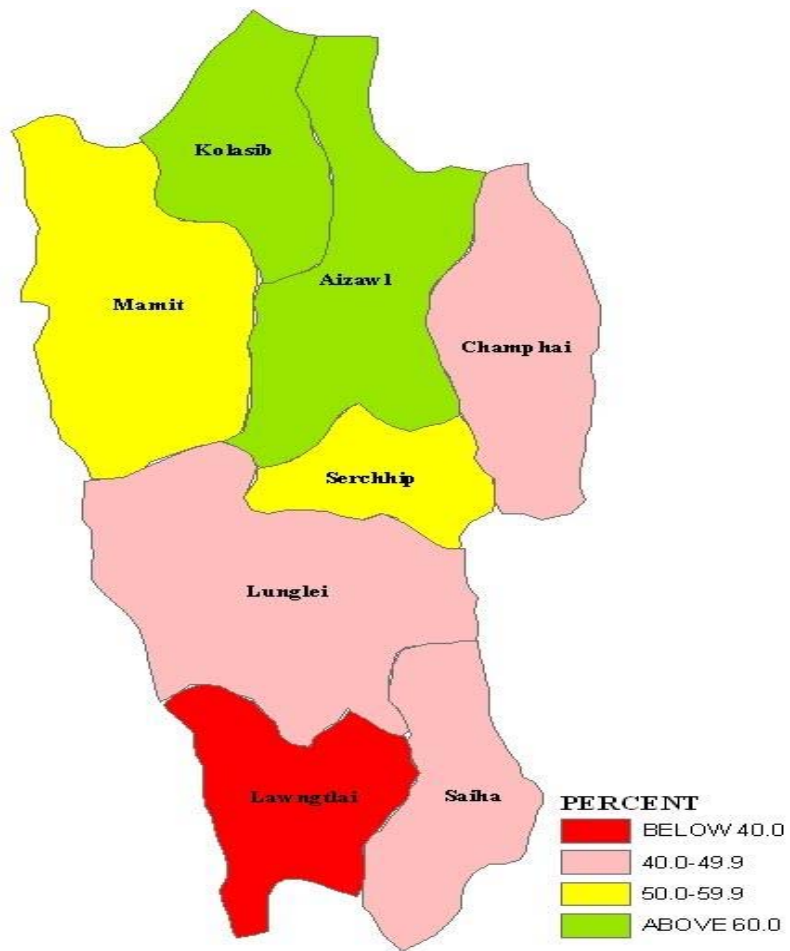 Kolasib
Aizawl
Mamit
Champhai
Serchhip
Lunglei
Lawngtlai
Saiha
PERCENT
BELOW 40.0
40.0-49.9
50.0-59.9
ABOVE 60.0